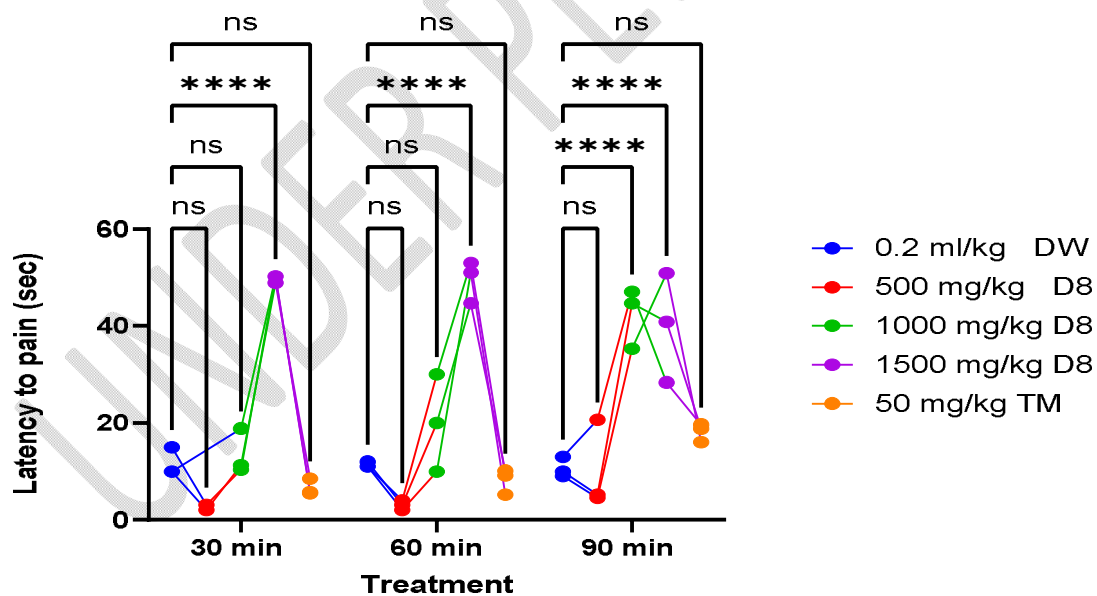 ns ns ns
**** **** ****
ns ns ****
ns ns ns
60
40
20
0
Latency to pain (sec)
30 min 60 min 90 min
Treatment
0.2 ml/kg DW
500 mg/kg D8
1000 mg/kg D8
1500 mg/kg D8
50 mg/kg TM
UNDER PE